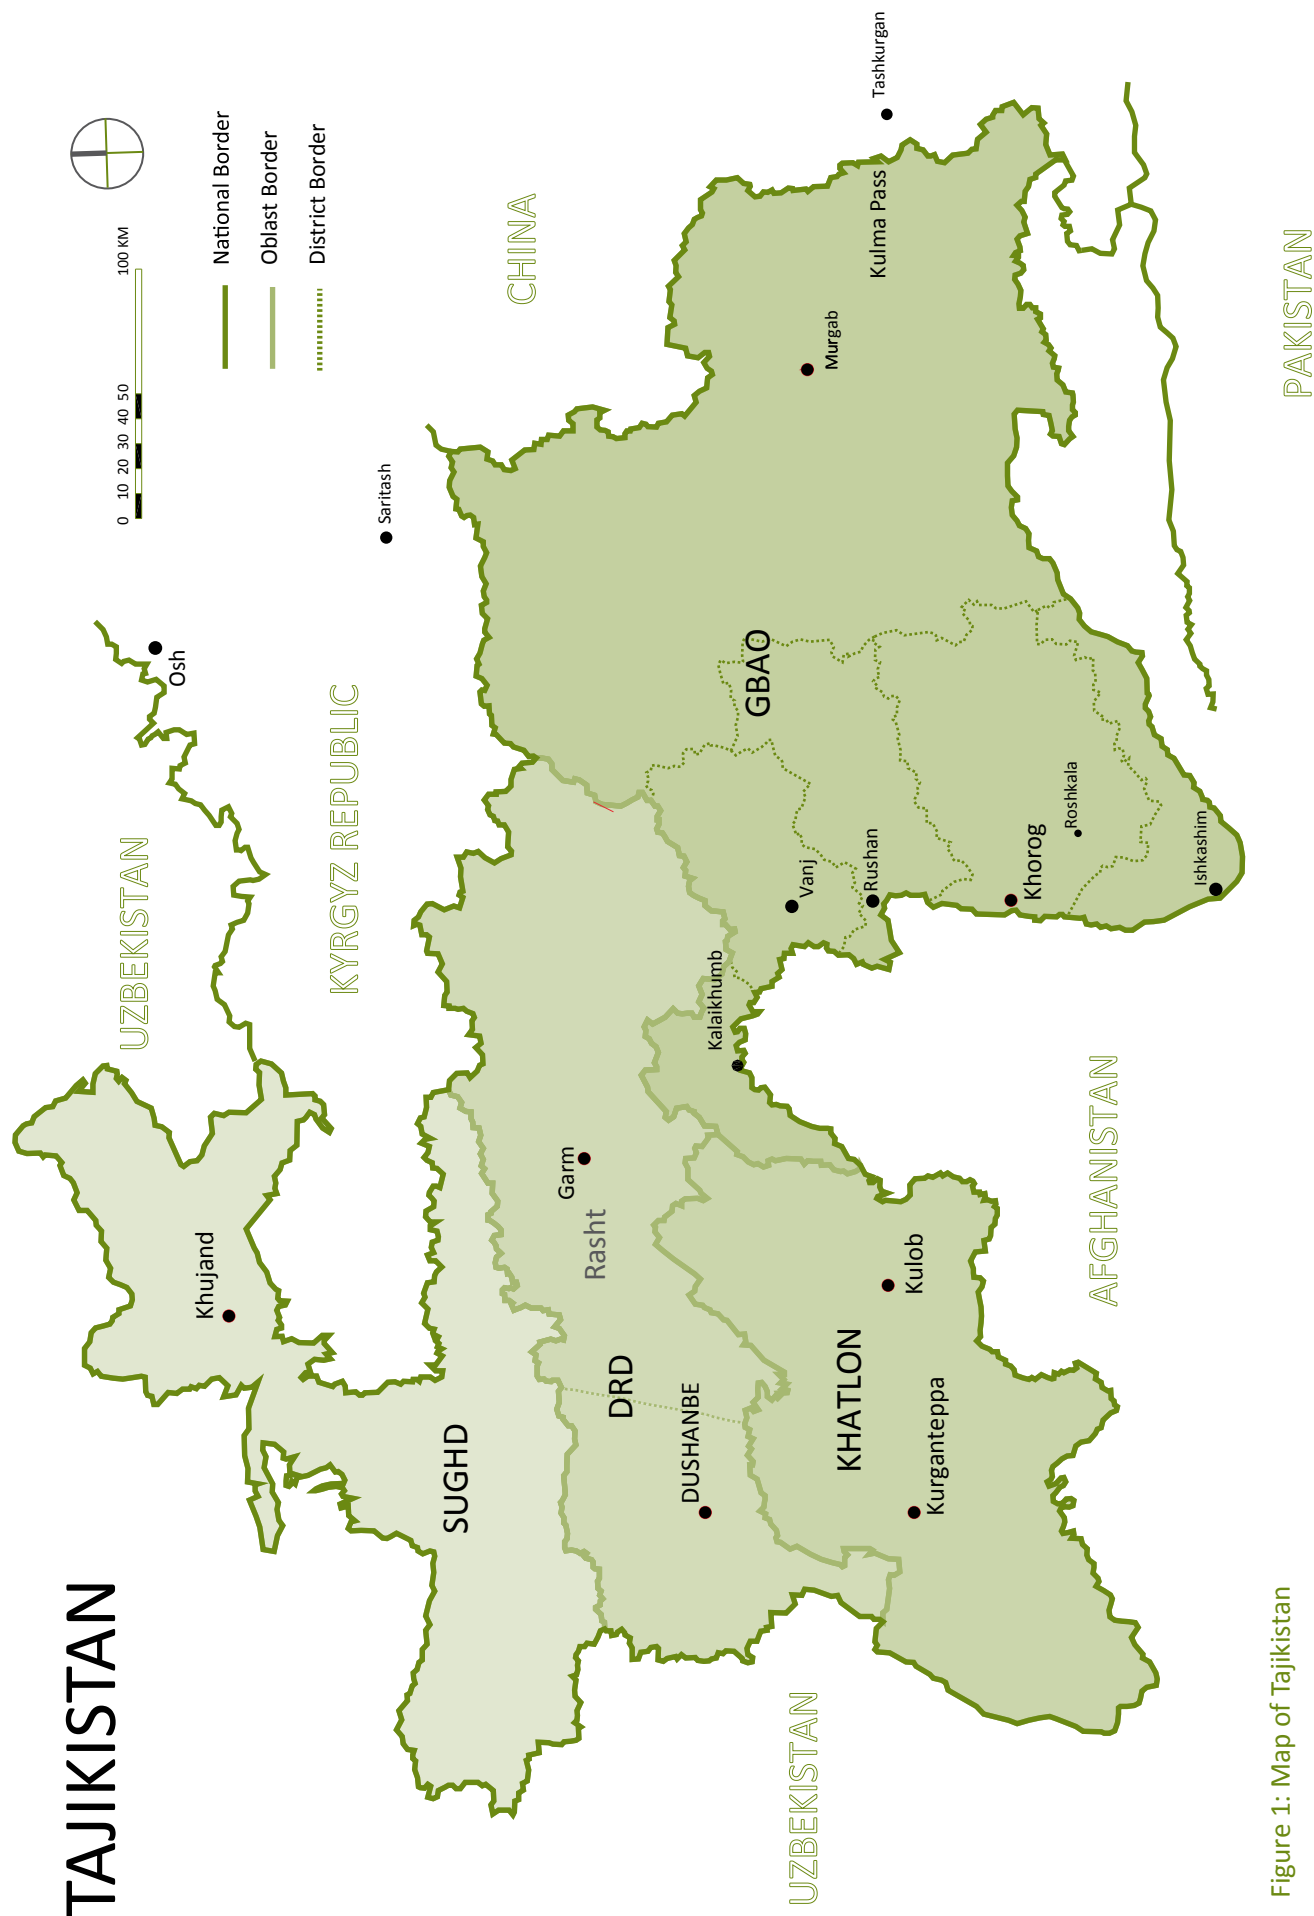 TAJIKISTAN
0 10 20 30 40 50 100 KM
National Border
Oblast Border
District Border
UZBEKISTAN
Osh
Khujand
KYRGYZ REPUBLIC
Saritash
CHINA
SUGHD
Garm
Rasht
DRD
DUSHANBE
Kalaikhumb
GBAO
Vanj
Murgab
UZBEKISTAN
KHATLON
Rushan
Kulma Pass
Tashkurgan
Kulob
Kurganteppa
Khorog
Roshkala
AFGHANISTAN
Ishkashim
PAKISTAN
Figure 1: Map of Tajikistan